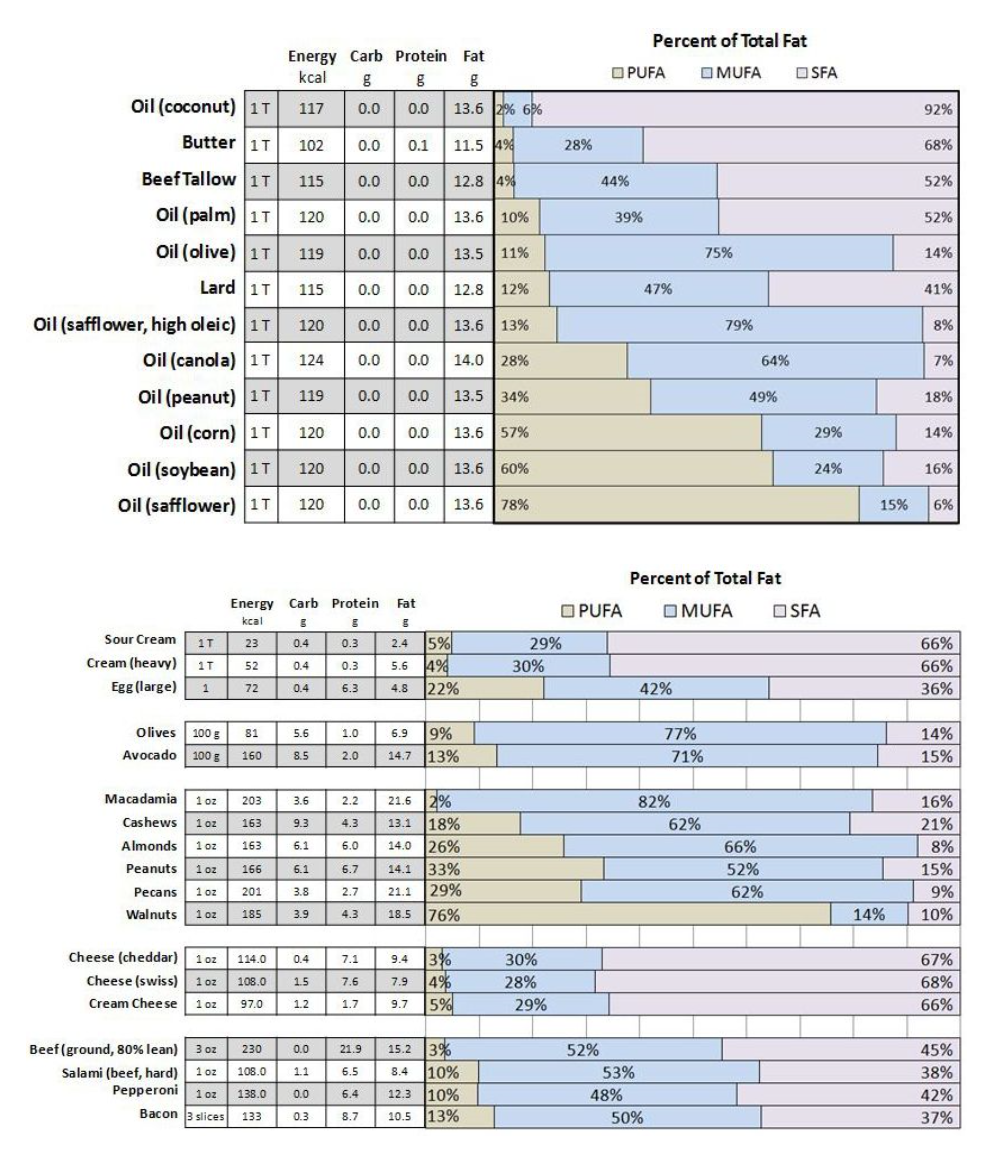 Percent of Total Fat
Energy Carb Protein Fat
kcal g g g
PUFA MUFA SFA
Oil (coconut) 1 T 117 0.0 0.0 13.6 2% 6% 92%
Butter 1 T 102 0.0 0.1 11.5 4% 28% 68%
Beef Tallow 1 T 115 0.0 0.0 12.8 4% 44% 52%
Oil (palm) 1 T 120 0.0 0.0 13.6 10% 39% 52%
Oil (olive) 1 T 119 0.0 0.0 13.5 11% 75% 14%
Lard 1 T 115 0.0 0.0 12.8 12% 47% 41%
Oil (safflower, high oleic) 1 T 120 0.0 0.0 13.6 13% 79% 8%
Oil (canola) 1 T 124 0.0 0.0 14.0 28% 64% 7%
Oil (peanut) 1 T 119 0.0 0.0 13.5 34% 49% 18%
Oil (corn) 1 T 120 0.0 0.0 13.6 57% 29% 14%
Oil (soybean) 1 T 120 0.0 0.0 13.6 60% 24% 16%
Oil (safflower) 1 T 120 0.0 0.0 13.6 78% 15% 6%
Percent of Total Fat
Energy Carb Protein Fat
kcal g g g
PUFA MUFA SFA
Sour Cream 1 T 23 0.4 0.3 2.4 5% 29% 66%
Cream (heavy) 1 T 52 0.4 0.3 5.6 4% 30% 66%
Egg (large) 1 72 0.4 6.3 4.8 22% 42% 36%
Olives 100 g 81 5.6 1.0 6.9 9% 77% 14%
Avocado 100 g 160 8.5 2.0 14.7 13% 71% 15%
Macadamia 1 oz 203 3.6 2.2 21.6 2% 82% 16%
Cashews 1 oz 163 9.3 4.3 13.1 18% 62% 21%
Almonds 1 oz 163 6.1 6.0 14.0 26% 66% 8%
Peanuts 1 oz 166 6.1 6.7 14.1 33% 52% 15%
Pecans 1 oz 201 3.8 2.7 21.1 29% 62% 9%
Walnuts 1 oz 185 3.9 4.3 18.5 76% 14% 10%
Cheese (cheddar) 1 oz 114.0 0.4 7.1 9.4 3% 30% 67%
Cheese (swiss) 1 oz 108.0 1.5 7.6 7.9 4% 28% 68%
Cream Cheese 1 oz 97.0 1.2 1.7 9.7 5% 29% 66%
Beef (ground, 80% lean) 3 oz 230 0.0 21.9 15.2 3% 52% 45%
Salami (beef, hard) 1 oz 108.0 1.1 6.5 8.4 10% 53% 38%
Pepperoni 1 oz 138.0 0.0 6.4 12.3 10% 48% 42%
Bacon 3 slices 133 0.3 8.7 10.5 13% 50% 37%